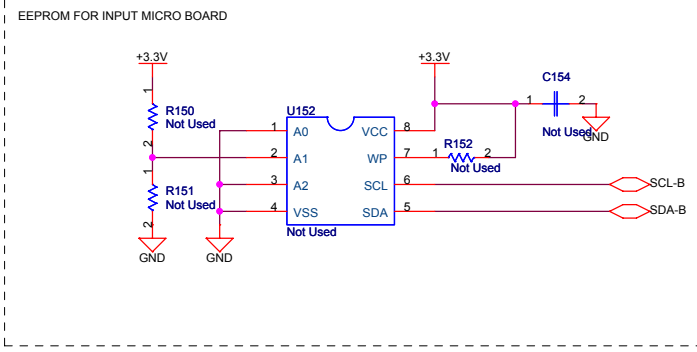 EEPROM FOR INPUT MICRO BOARD
+3.3V
+3.3V
C154
1
2
Not Used
GND
1
R150
Not Used
2
U152
1
A0
VCC
8
2
A1
WP
7
1
R152
2
Not Used
1
R151
Not Used
2
3
A2
SCL
6
SCL-B
4
VSS
SDA
5
SDA-B
Not Used
GND
GND